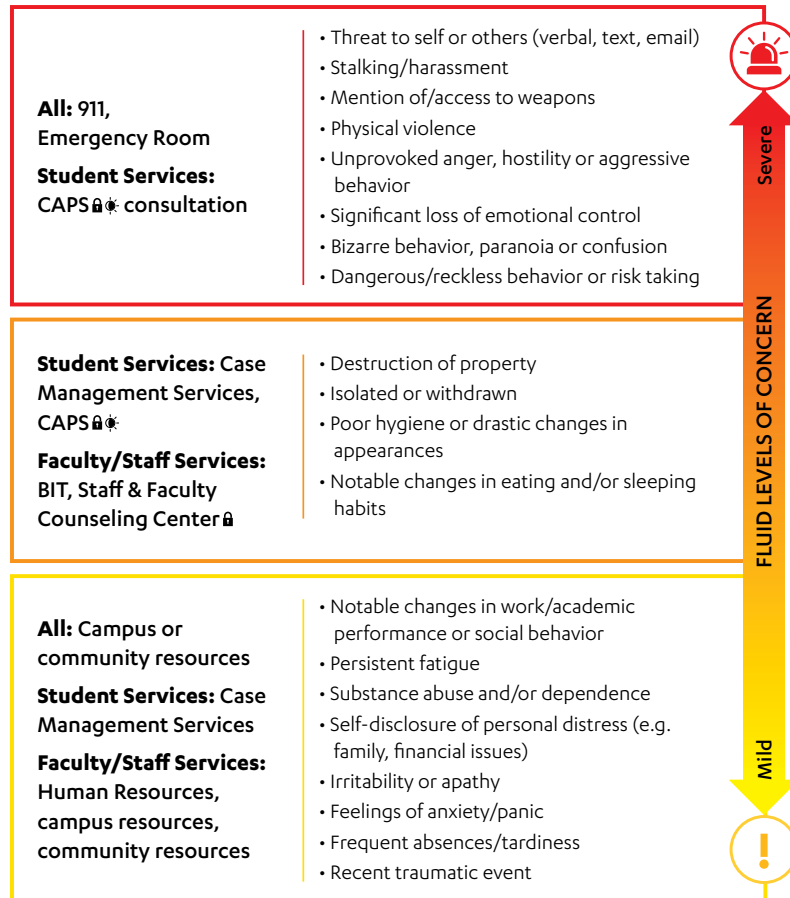 All: 911,
Emergency Room
Student Services:
CAPS consultation
• Threat to self or others (verbal, text, email)
• Stalking/harassment
• Mention of/access to weapons
• Physical violence
• Unprovoked anger, hostility or aggressive
behavior
• Significant loss of emotional control
• Bizarre behavior, paranoia or confusion
• Dangerous/reckless behavior or risk taking
Student Services: Case
Management Services,
CAPS
Faculty/Staff Services:
BIT, Staff & Faculty
Counseling Center
• Destruction of property
• Isolated or withdrawn
• Poor hygiene or drastic changes in
appearances
• Notable changes in eating and/or sleeping
habits
All: Campus or
community resources
Student Services: Case
Management Services
Faculty/Staff Services:
Human Resources,
campus resources,
community resources
• Notable changes in work/academic
performance or social behavior
• Persistent fatigue
• Substance abuse and/or dependence
• Self-disclosure of personal distress (e.g.
family, financial issues)
• Irritability or apathy
• Feelings of anxiety/panic
• Frequent absences/tardiness
• Recent traumatic event
Severe
FLUID LEVELS OF CONCERN
Mild
!